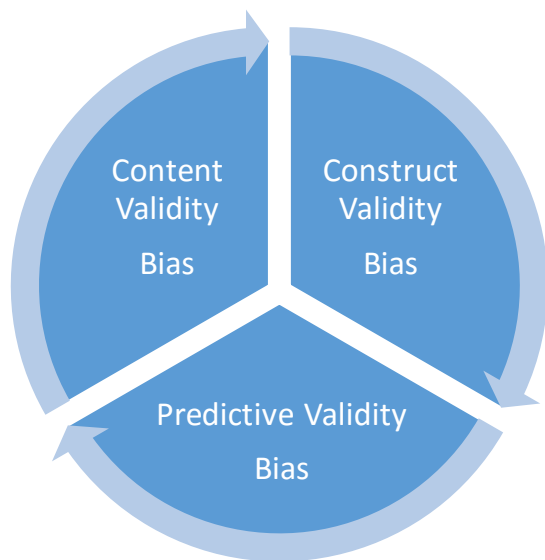 Content
Validity
Bias
Construct
Validity
Bias
Predictive Validity
Bias